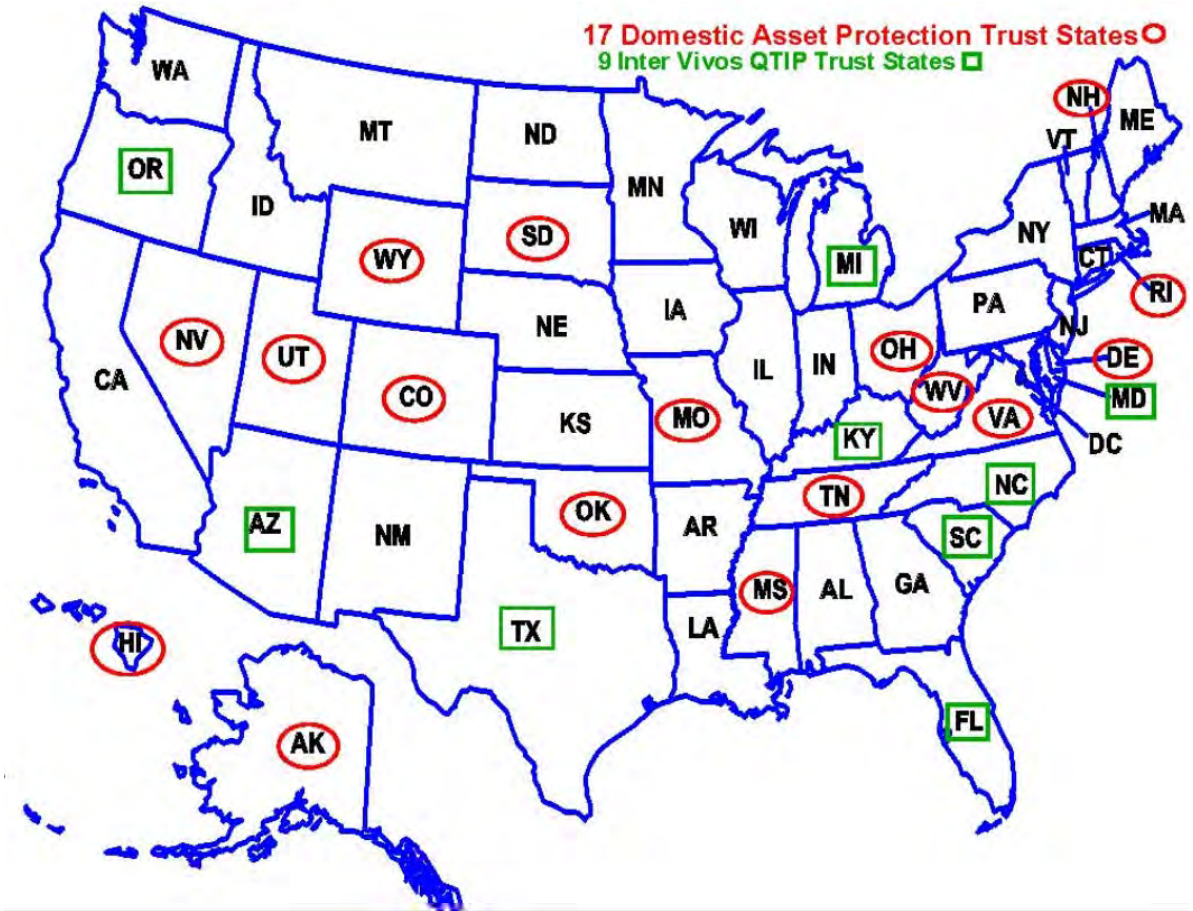 17 Domestic Asset Protection Trust States
9 Inter Vivos QTIP Trust States
WA
MT
ND
MN
NH
ME
VT
OR
ID
SD
WI
MI
NY
MA
WY
CT
RI
NE
IA
PA
NJ
NV
UT
CO
CA
KS
MO
IL
IN
OH
WV
VA
DE
MD
DC
KY
AZ
NM
OK
AR
TN
NC
SC
TX
LA
MS
AL
GA
HI
AK
FL